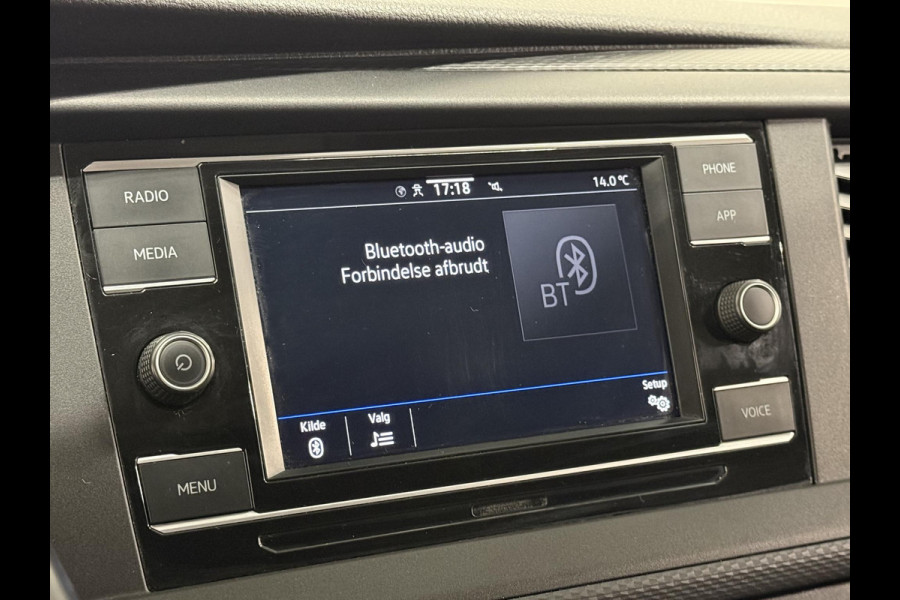 RADIO
MEDIA
MENU
17:18
14.0℃
Bluetooth-audio
Forbindelse afbrudt
BT
Kilde
Valg
Setup
PHONE
APP
VOICE